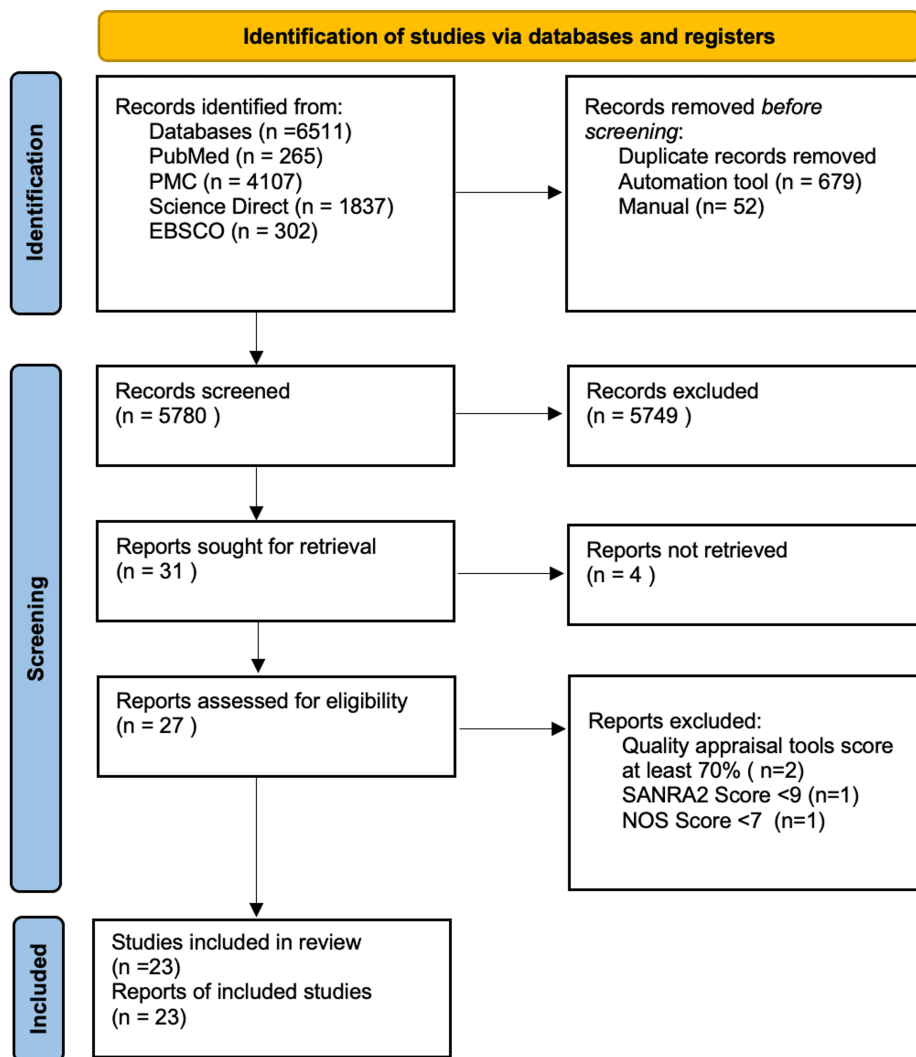 Identification of studies via databases and registers
Identification
Records identified from:
Databases (n =6511)
PubMed (n = 265)
PMC (n = 4107)
Science Direct (n = 1837)
EBSCO (n = 302)
Records removed before
screening:
Duplicate records removed
Automation tool (n = 679)
Manual (n= 52)
Screening
Records screened
(n = 5780 )
Records excluded
(n = 5749 )
Reports sought for retrieval
(n = 31 )
Reports not retrieved
(n = 4 )
Reports assessed for eligibility
(n = 27 )
Reports excluded:
Quality appraisal tools score
at least 70% ( n=2)
SANRA2 Score <9 (n=1)
NOS Score <7  (n=1)
Included
Studies included in review
(n =23)
Reports of included studies
(n = 23)